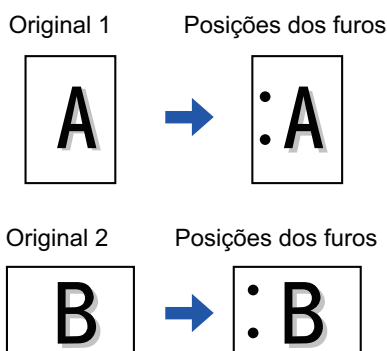 Original 1 Posições dos furos
A A
Original 2 Posições dos furos
B B